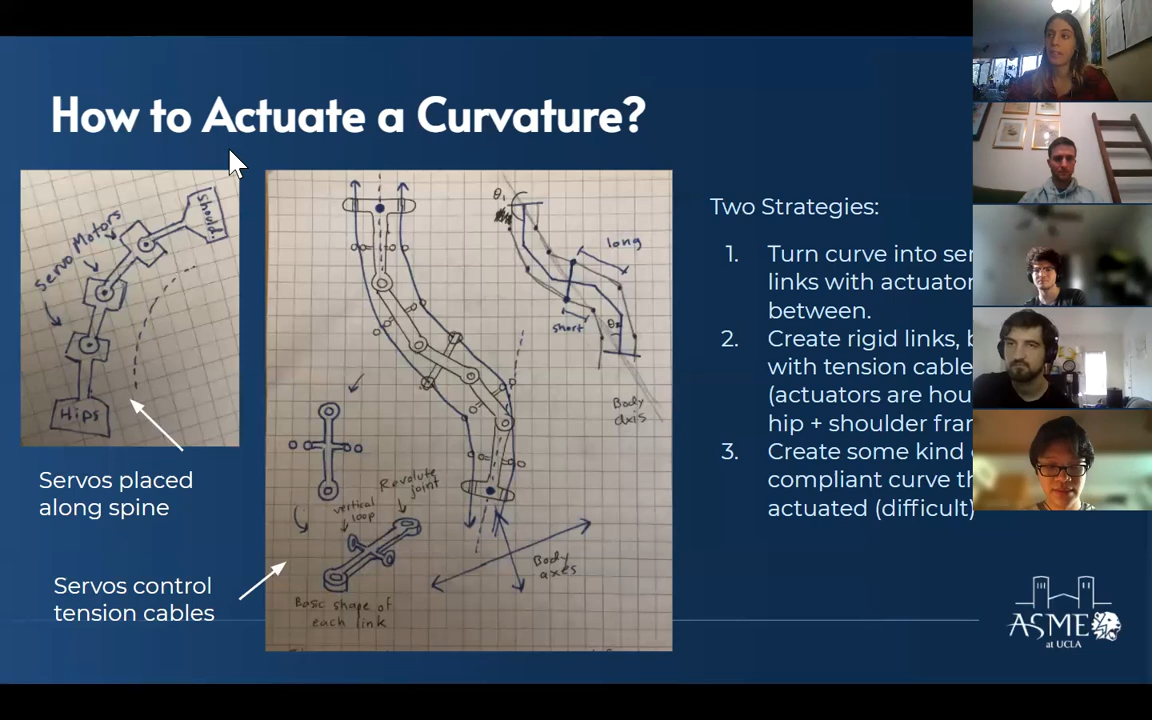 How to Actuate a Curvature?
Should.
Servo Motors
Hips
θ1
long
short
θ2
Body
axis
Revolute
joint
vertical
loop
Body
axes
Basic shape of
each link
Servos placed
along spine
Servos control
tension cables
Two Strategies:
1. Turn curve into ser
links with actuator
between.
2. Create rigid links, b
with tension cable
(actuators are hou
hip + shoulder fran
3. Create some kind
compliant curve th
actuated (difficult)
ASME
at UCLA